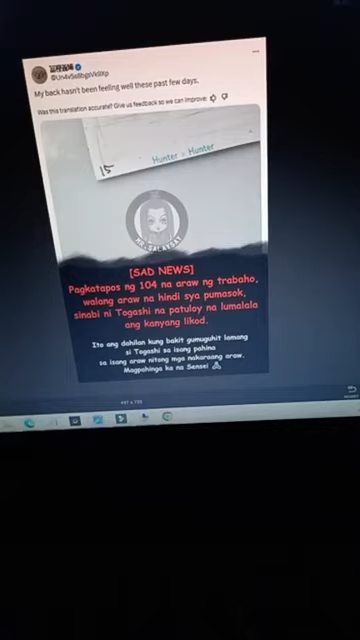 冨樫義博
@Un4v5s8bgsVk9Xp
My back hasn't been feeling well these past few days.
Was this translation accurate? Give us feedback so we can improve:
15
Hunter × Hunter
[SAD NEWS]
Pagkatapos ng 104 na araw ng trabaho,
walang araw na hindi sya pumasok,
sinabi ni Togashi na patuloy na lumalala
ang kanyang likod.
Ito ang dahilan kung bakit gumuguhit lamang
si Togashi sa isang pahina
sa isang araw nitong mga nakaraang araw.
Magpahinga ka na Sensei